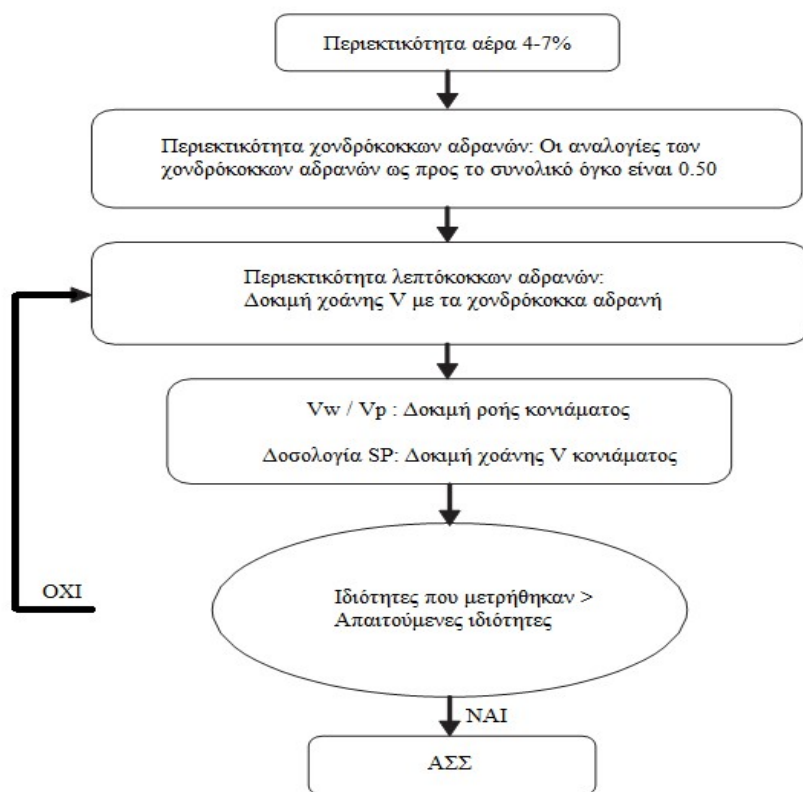 Περιεκτικότητα αέρα 4-7%
Περιεκτικότητα χονδρόκοκκων αδρανών: Οι αναλογίες των
χονδρόκοκκων αδρανών ως προς το συνολικό όγκο είναι 0.50
Περιεκτικότητα λεπτόκοκκων αδρανών:
Δοκιμή χοάνης V με τα χονδρόκοκκα αδρανή
Vw / Vp : Δοκιμή ροής κονιάματος
Δοσολογία SP: Δοκιμή χοάνης V κονιάματος
ΟΧΙ
Ιδιότητες που μετρήθηκαν >
Απαιτούμενες ιδιότητες
ΝΑΙ
ΑΣΣ